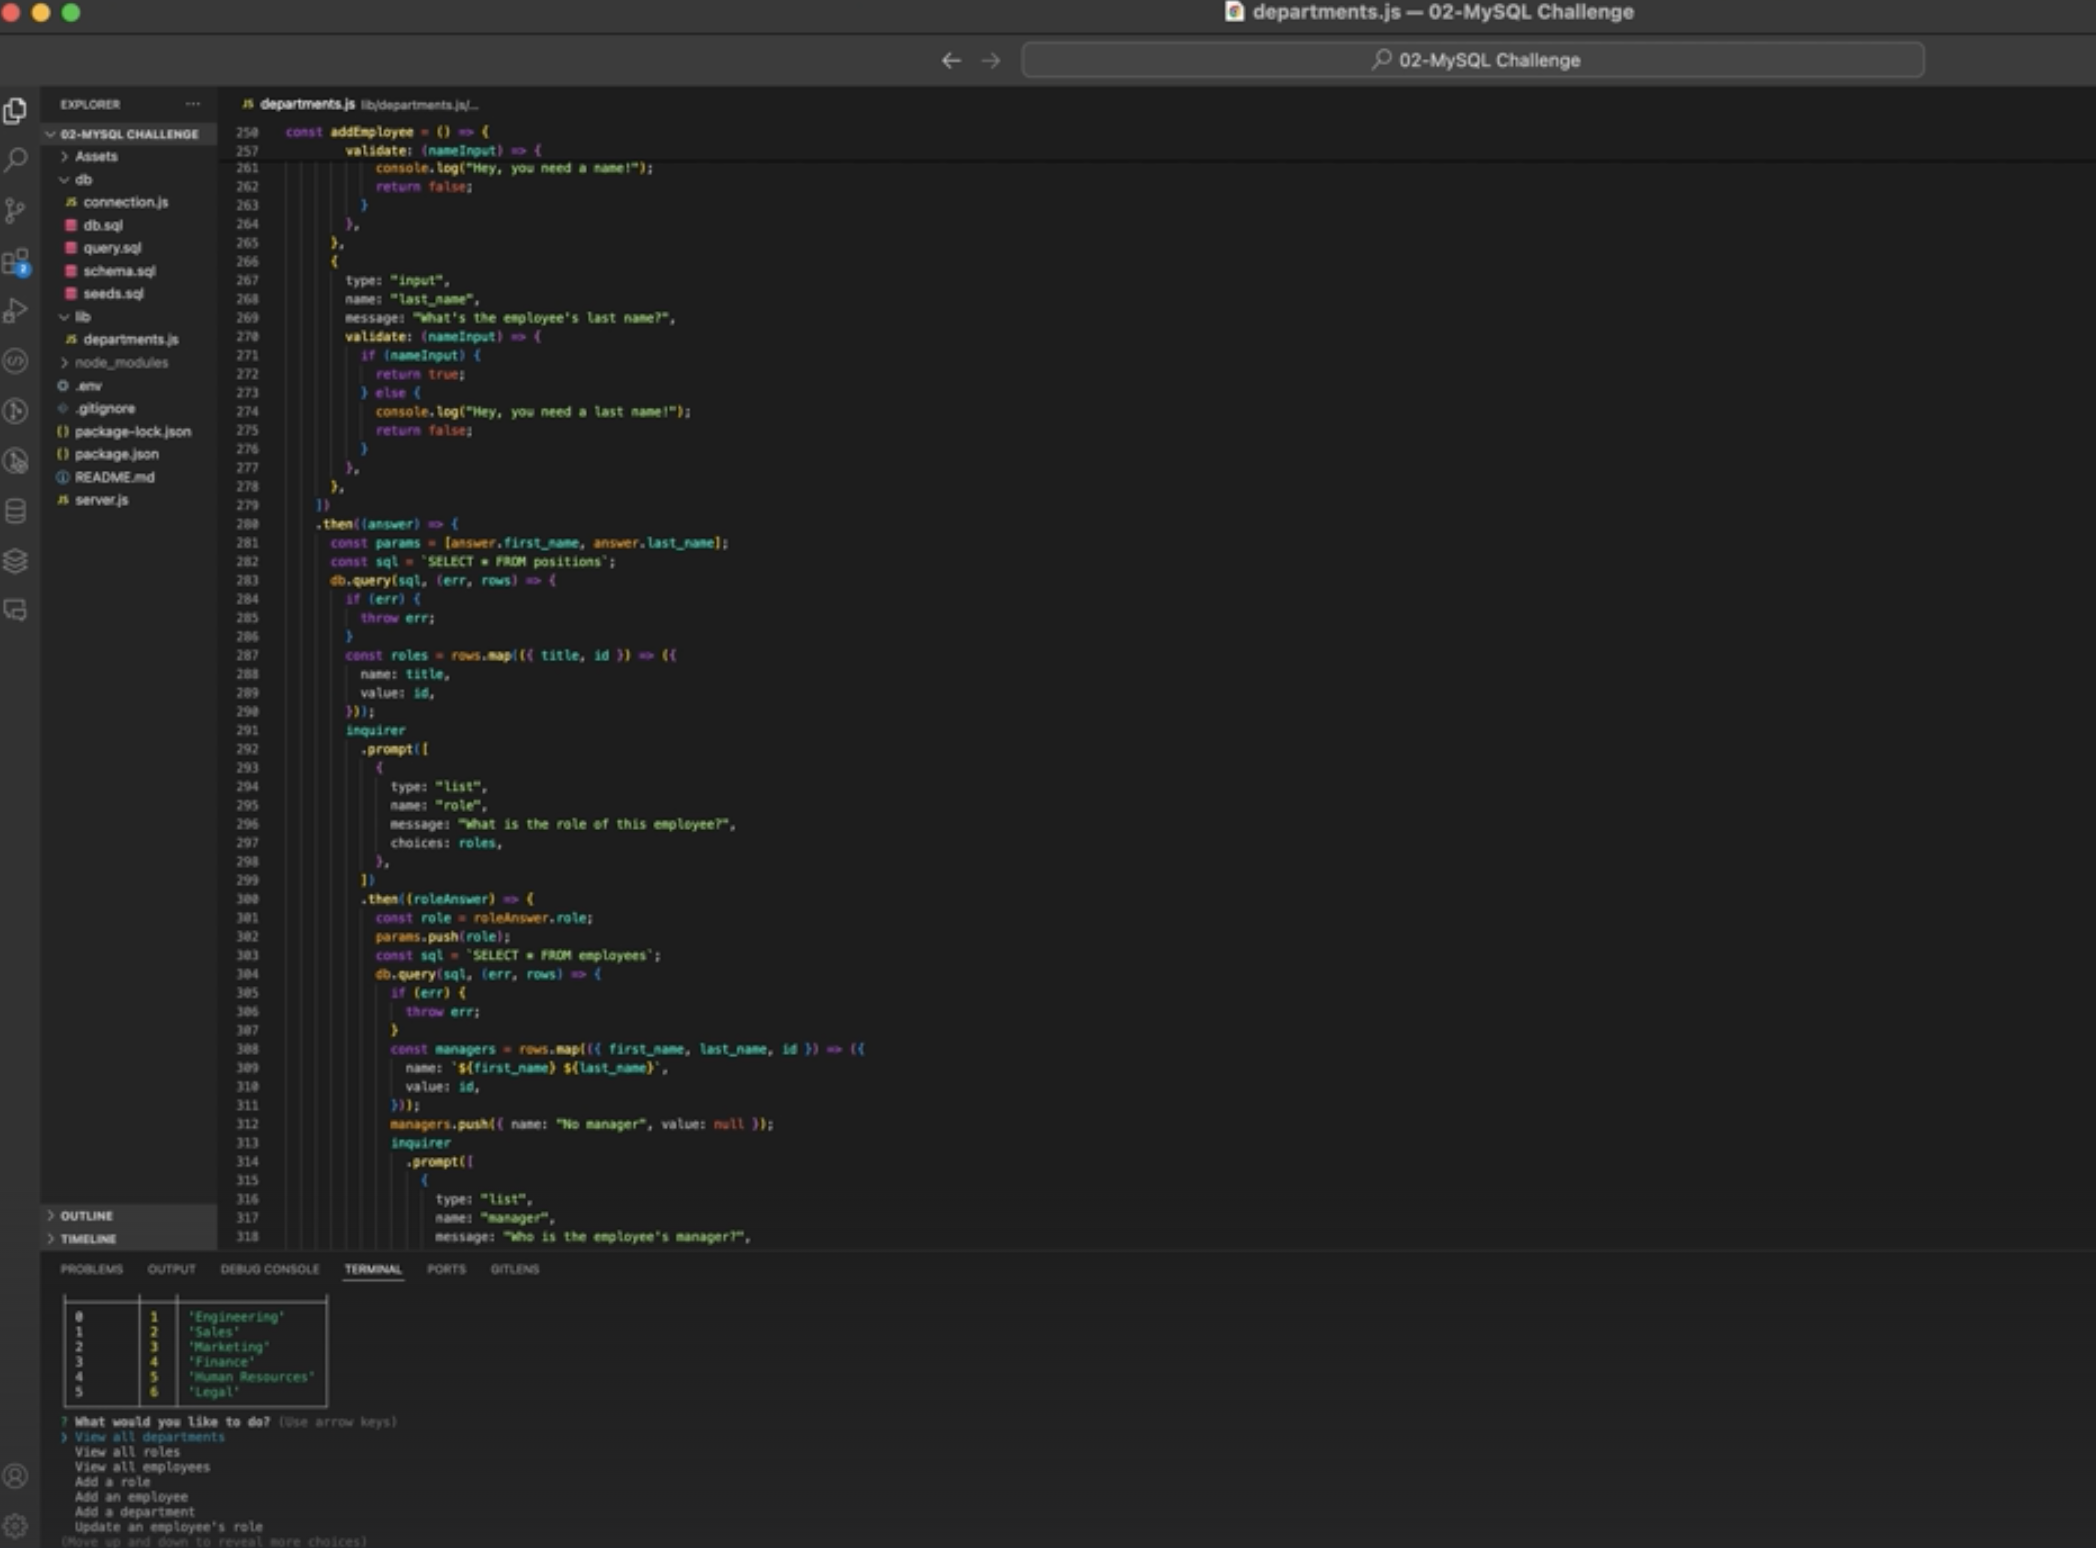 departments.js — 02-MySQL Challenge
02-MySQL Challenge
EXPLORER
02-MYSQL CHALLENGE
Assets
db
JS connection.js
db.sql
query.sql
schema.sql
seeds.sql
lib
JS departments.js
node_modules
.env
.gitignore
{} package-lock.json
{} package.json
README.md
JS server.js
OUTLINE
TIMELINE
2
JS departments.js lib/departments.js/...
250 const addEmployee = () => {
257 validate: (nameInput) => {
261 console.log("Hey, you need a name!");
262 return false;
263 }
264 },
265 },
266 {
267 type: "input",
268 name: "last_name",
269 message: "What's the employee's last name?",
270 validate: (nameInput) => {
271 if (nameInput) {
272 return true;
273 } else {
274 console.log("Hey, you need a last name!");
275 return false;
276 }
277 },
278 },
279 ])
280 .then((answer) => {
281 const params = [answer.first_name, answer.last_name];
282 const sql = `SELECT * FROM positions`;
283 db.query(sql, (err, rows) => {
284 if (err) {
285 throw err;
286 }
287 const roles = rows.map(({ title, id }) => ({
288 name: title,
289 value: id,
290 }));
291 inquirer
292 .prompt([
293 {
294 type: "list",
295 name: "role",
296 message: "What is the role of this employee?",
297 choices: roles,
298 },
299 ])
300 .then((roleAnswer) => {
301 const role = roleAnswer.role;
302 params.push(role);
303 const sql = `SELECT * FROM employees`;
304 db.query(sql, (err, rows) => {
305 if (err) {
306 throw err;
307 }
308 const managers = rows.map(({ first_name, last_name, id }) => ({
309 name: `${first_name} ${last_name}`,
310 value: id,
311 }));
312 managers.push({ name: "No manager", value: null });
313 inquirer
314 .prompt([
315 {
316 type: "list",
317 name: "manager",
318 message: "Who is the employee's manager?",
PROBLEMS OUTPUT DEBUG CONSOLE TERMINAL PORTS GITLENS
0 1 'Engineering'
1 2 'Sales'
2 3 'Marketing'
3 4 'Finance'
4 5 'Human Resources'
5 6 'Legal'
? What would you like to do? (Use arrow keys)
❯ View all departments
View all roles
View all employees
Add a role
Add an employee
Add a department
Update an employee's role
(Move up and down to reveal more choices)